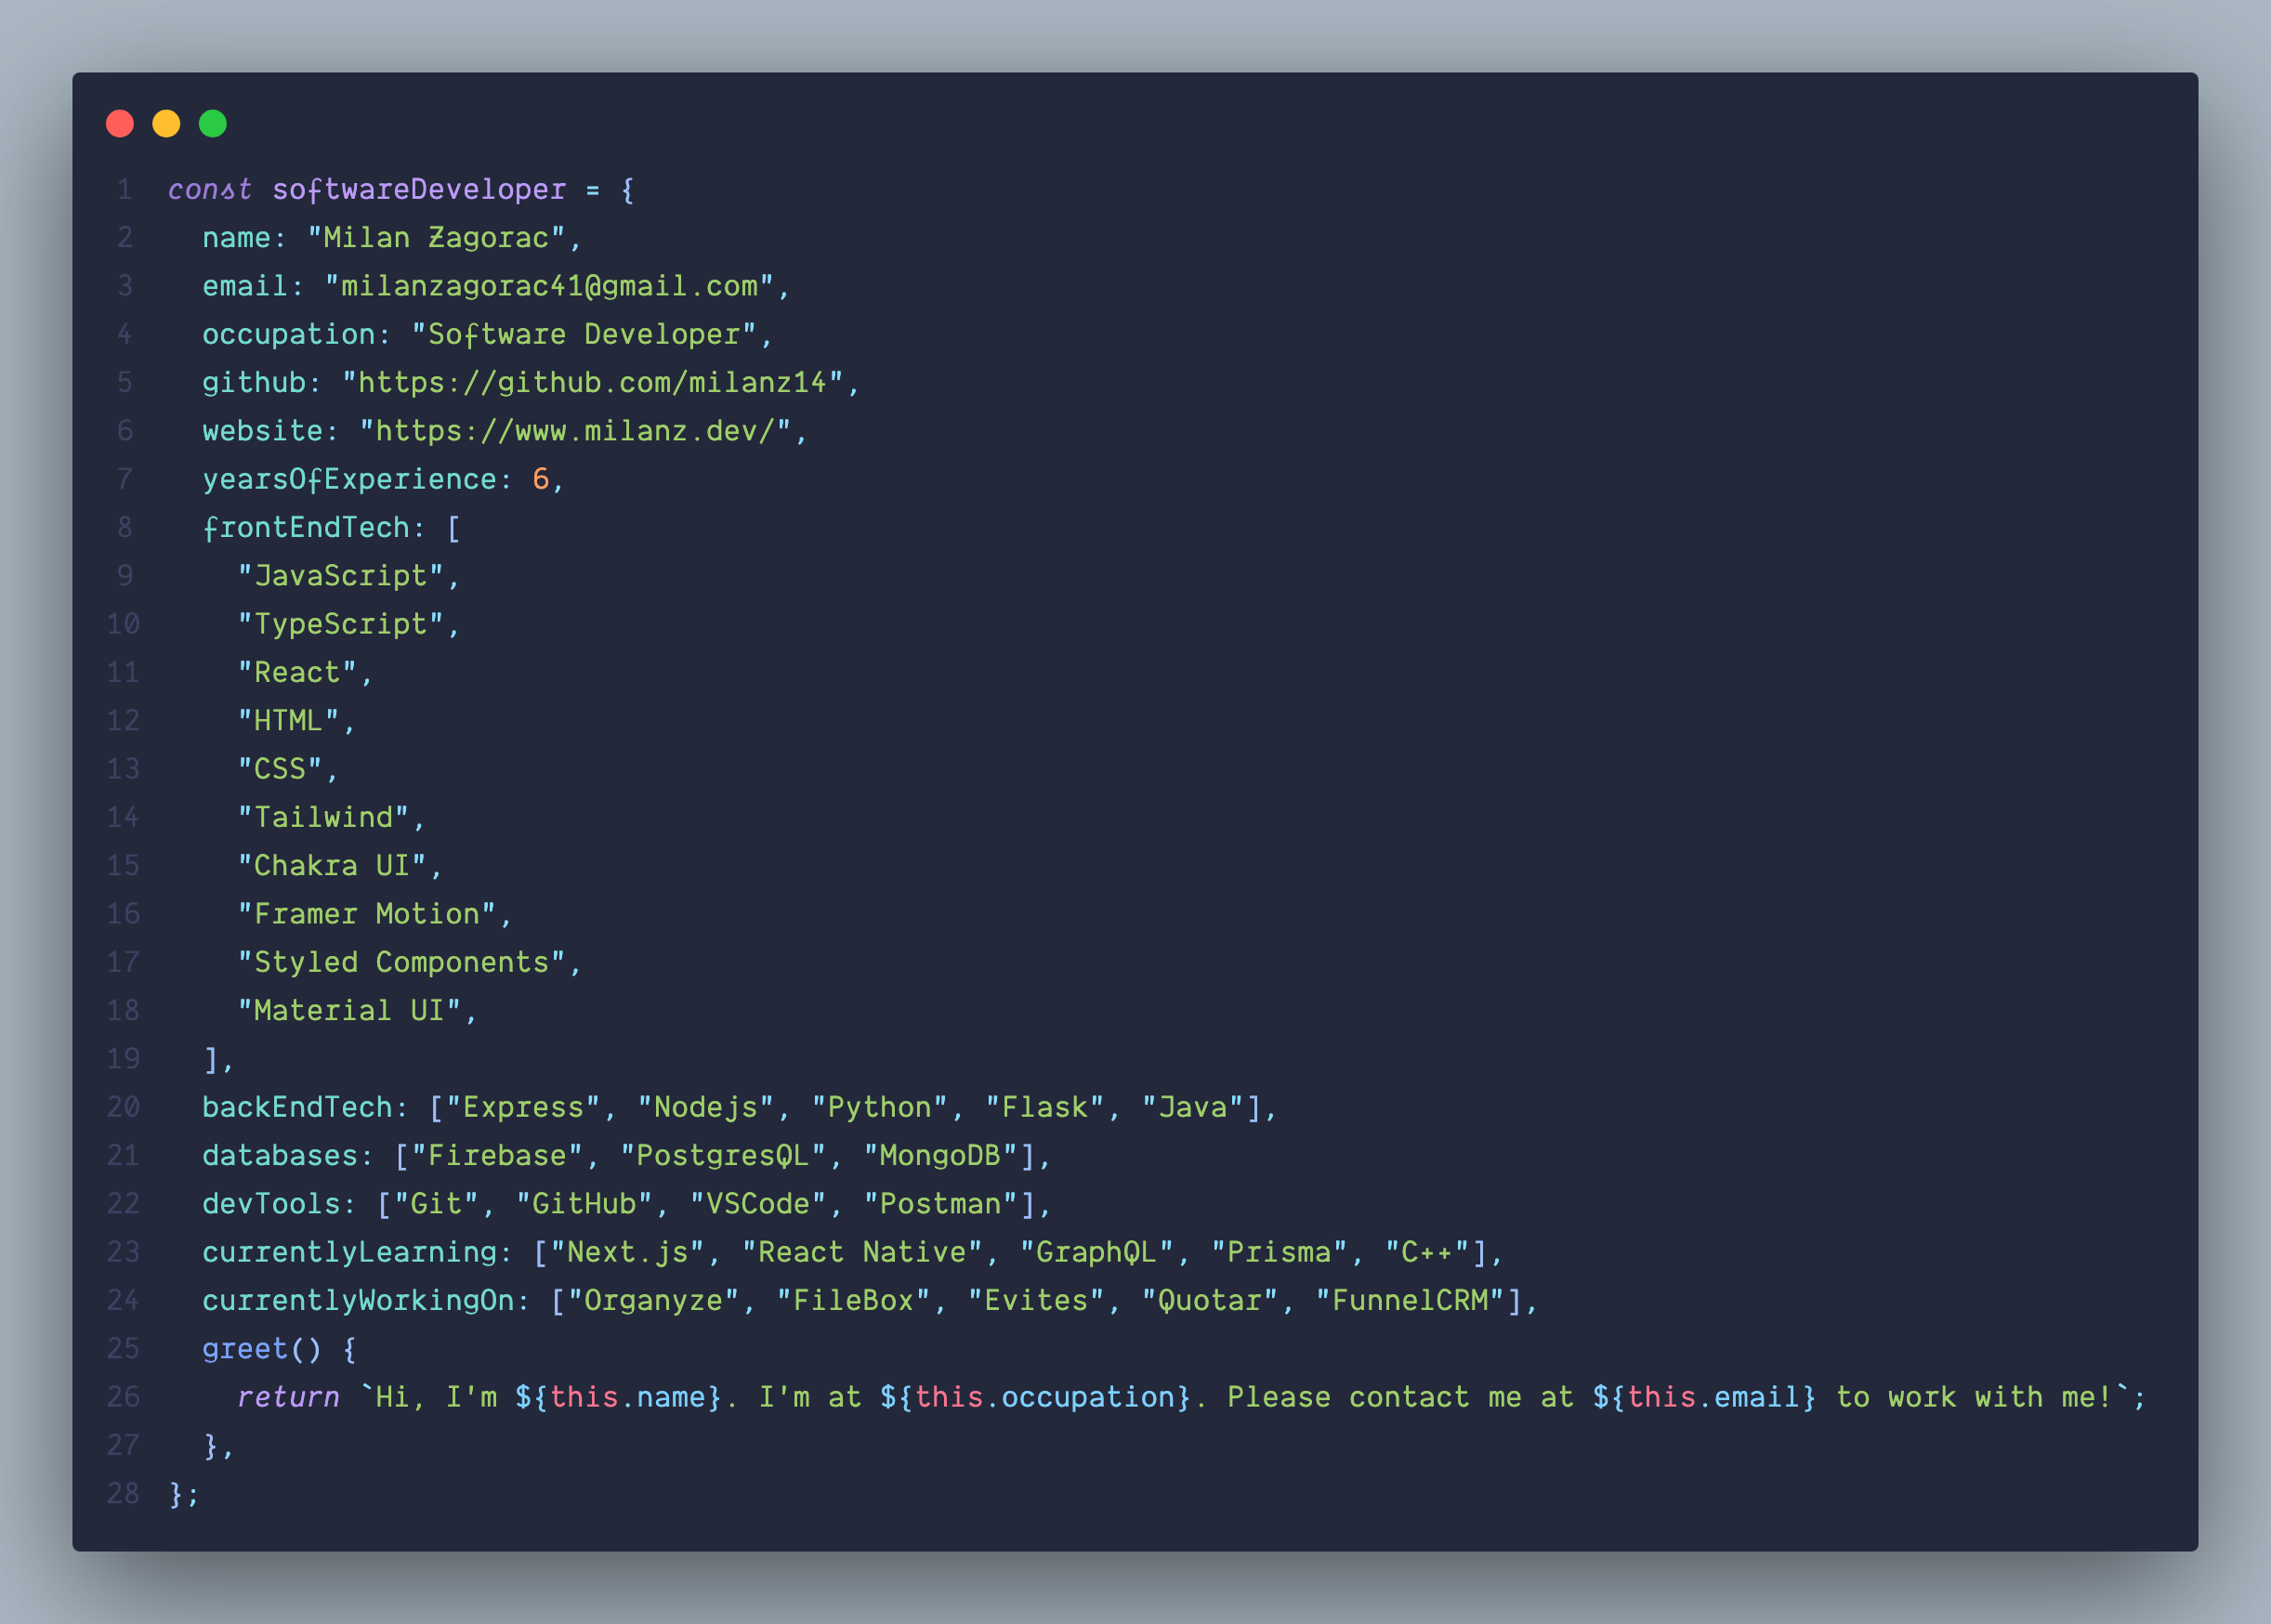 1 const softwareDeveloper = {
2   name: "Milan Zagorac",
3   email: "milanzagorac41@gmail.com",
4   occupation: "Software Developer",
5   github: "https://github.com/milanz14",
6   website: "https://www.milanz.dev/",
7   yearsOfExperience: 6,
8   frontEndTech: [
9     "JavaScript",
10     "TypeScript",
11     "React",
12     "HTML",
13     "CSS",
14     "Tailwind",
15     "Chakra UI",
16     "Framer Motion",
17     "Styled Components",
18     "Material UI",
19   ],
20   backEndTech: ["Express", "Nodejs", "Python", "Flask", "Java"],
21   databases: ["Firebase", "PostgresQL", "MongoDB"],
22   devTools: ["Git", "GitHub", "VSCode", "Postman"],
23   currentlyLearning: ["Next.js", "React Native", "GraphQL", "Prisma", "C++"],
24   currentlyWorkingOn: ["Organyze", "FileBox", "Evites", "Quotar", "FunnelCRM"],
25   greet() {
26     return `Hi, I'm ${this.name}. I'm at ${this.occupation}. Please contact me at ${this.email} to work with me!`;
27   },
28 };